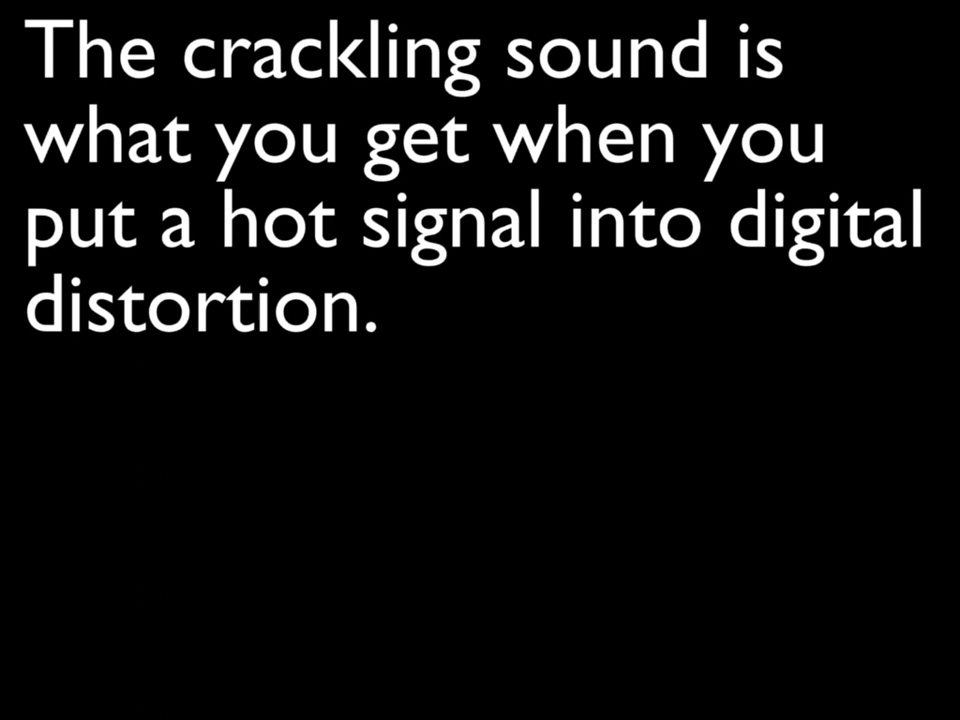 The crackling sound is
what you get when you
put a hot signal into digital
distortion.